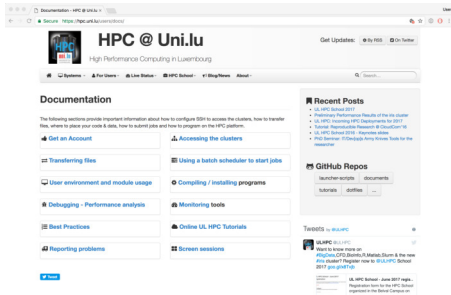 Documentation - HPC @ Uni.lu
Secure https://hpc.uni.lu/users/docs/
HPC @ Uni.lu
High Performance Computing in Luxembourg
Get Updates: By RSS On Twitter
Systems For Users Live Status HPC School Blog/News About Search...
Documentation
The following sections provide important information about how to configure SSH to access the clusters, how to transfer
files, where to place your code & data, how to submit jobs and how to program on the HPC platform.
Get an Account
Accessing the clusters
Transferring files
Using a batch scheduler to start jobs
User environment and module usage
Compiling / installing programs
Debugging - Performance analysis
Monitoring tools
Best Practices
Online UL HPC Tutorials
Reporting problems
Screen sessions
Tweet
Recent Posts
UL HPC School 2017
Preliminary Performance Results of the iris cluster
UL HPC: Incoming HPC Deployments for 2017
Tutorial: Reproducible Research @ CloudCom'16
UL HPC School 2016 - Keynotes slides
PhD Seminar: IT/Dev[op]s Army Knives Tools for the
researcher
GitHub Repos
launcher-scripts documents
tutorials dotfiles ...
Tweets by @ULHPC
ULHPC @ULHPC
Want to know more on
#BigData,CFD,Bioinfo,R,Matlab,Slurm & the new
#iris cluster? Register now to @ULHPC School
UL HPC School - June 2017 regis..
Registration form for the HPC School
organized in the Belval Campus on